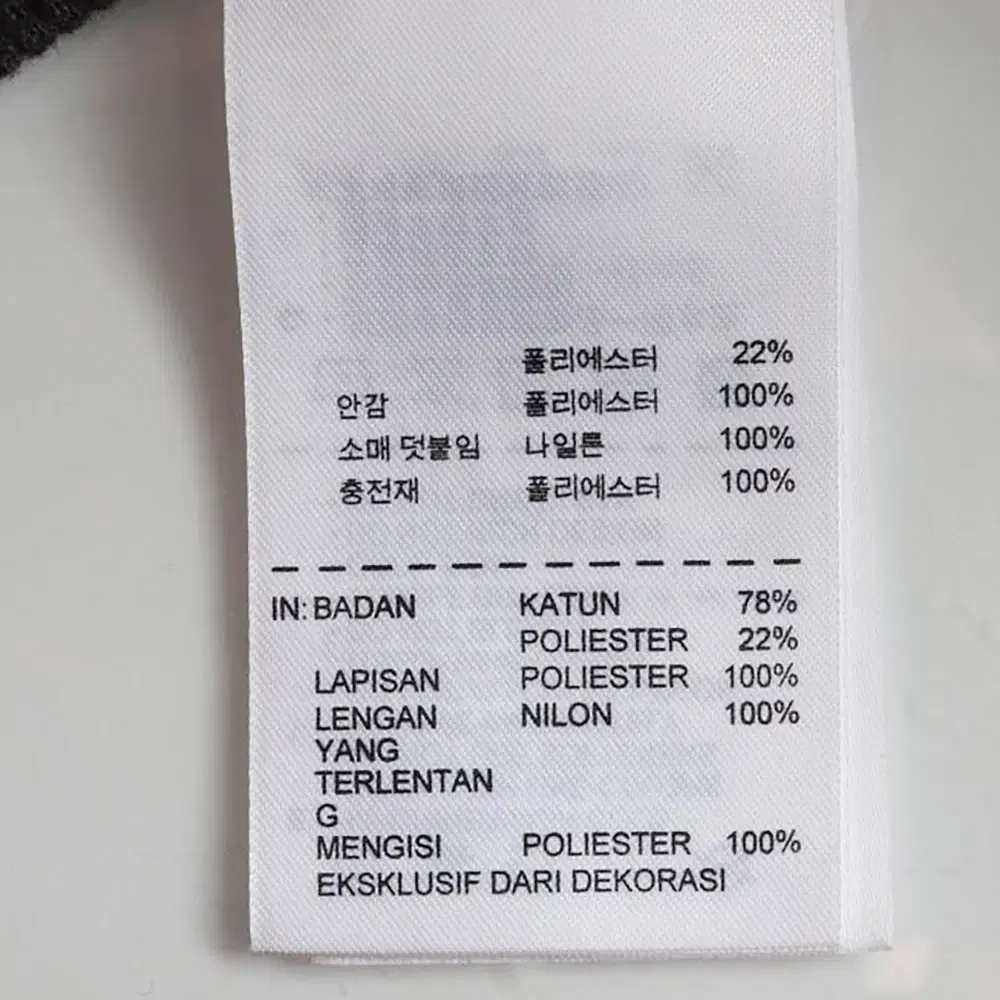 폴리에스터 22%
안감 폴리에스터 100%
소매 덧붙임 나일론 100%
충전재 폴리에스터 100%
IN: BADAN KATUN 78%
POLIESTER 22%
LAPISAN POLIESTER 100%
LENGAN NILON 100%
YANG
TERLENTAN
G
MENGISI POLIESTER 100%
EKSKLUSIF DARI DEKORASI